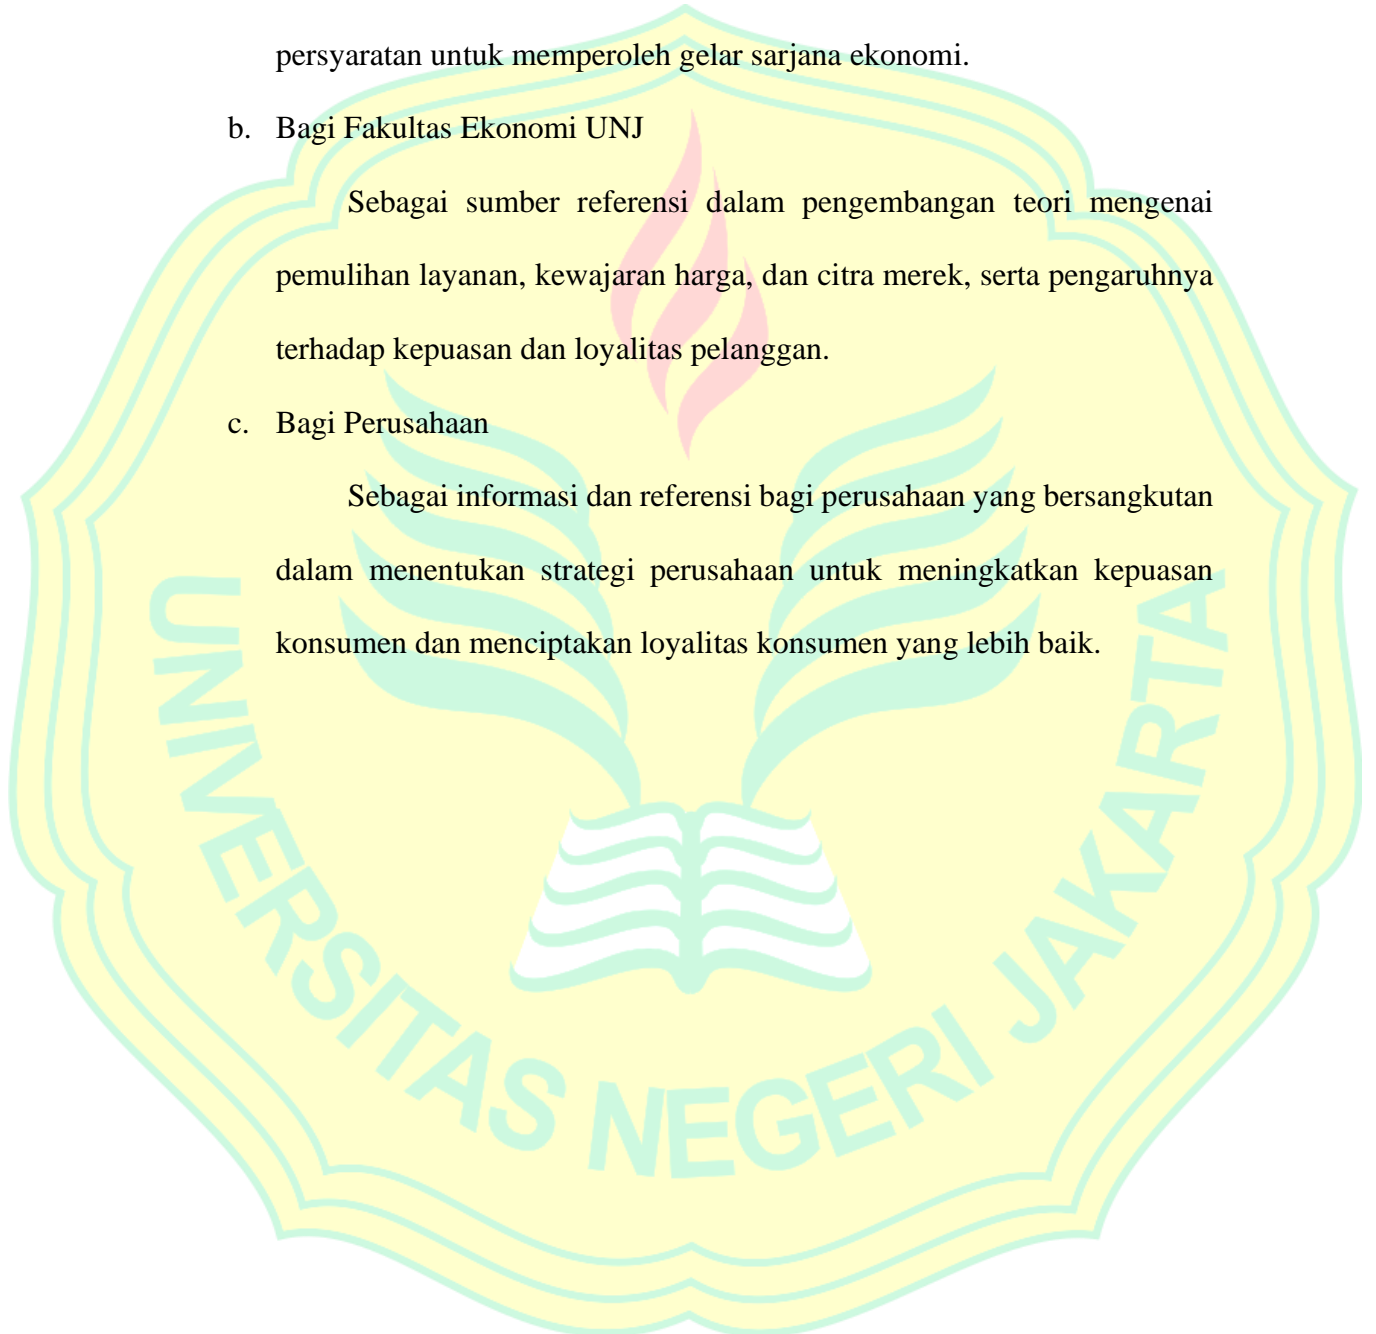 persyaratan untuk memperoleh gelar sarjana ekonomi.
b. Bagi Fakultas Ekonomi UNJ
Sebagai sumber referensi dalam pengembangan teori mengenai
pemulihan layanan, kewajaran harga, dan citra merek, serta pengaruhnya
terhadap kepuasan dan loyalitas pelanggan.
c. Bagi Perusahaan
Sebagai informasi dan referensi bagi perusahaan yang bersangkutan
dalam menentukan strategi perusahaan untuk meningkatkan kepuasan
konsumen dan menciptakan loyalitas konsumen yang lebih baik.
UNIVERSITAS NEGERI JAKARTA